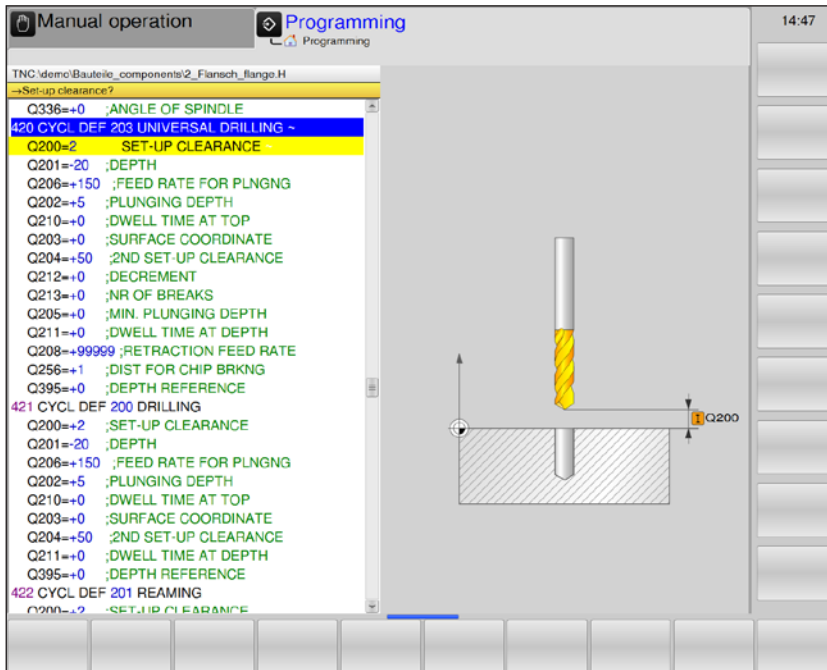 Manual operation
Programming
Programming
14:47
TNC:\demo\Bauteile_components\2_Flansch_flange.H
→Set-up clearance?
Q336=+0 ;ANGLE OF SPINDLE
420 CYCL DEF 203 UNIVERSAL DRILLING ~
Q200=2 SET-UP CLEARANCE ~
Q201=-20 ;DEPTH
Q206=+150 ;FEED RATE FOR PLNGNG
Q202=+5 ;PLUNGING DEPTH
Q210=+0 ;DWELL TIME AT TOP
Q203=+0 ;SURFACE COORDINATE
Q204=+50 ;2ND SET-UP CLEARANCE
Q212=+0 ;DECREMENT
Q213=+0 ;NR OF BREAKS
Q205=+0 ;MIN. PLUNGING DEPTH
Q211=+0 ;DWELL TIME AT DEPTH
Q208=+99999 ;RETRACTION FEED RATE
Q256=+1 ;DIST FOR CHIP BRKNG
Q395=+0 ;DEPTH REFERENCE
421 CYCL DEF 200 DRILLING
Q200=+2 ;SET-UP CLEARANCE
Q201=-20 ;DEPTH
Q206=+150 ;FEED RATE FOR PLNGNG
Q202=+5 ;PLUNGING DEPTH
Q210=+0 ;DWELL TIME AT TOP
Q203=+0 ;SURFACE COORDINATE
Q204=+50 ;2ND SET-UP CLEARANCE
Q211=+0 ;DWELL TIME AT DEPTH
Q395=+0 ;DEPTH REFERENCE
422 CYCL DEF 201 REAMING
Q200=+2 ;SET-UP CLEARANCE
Q200